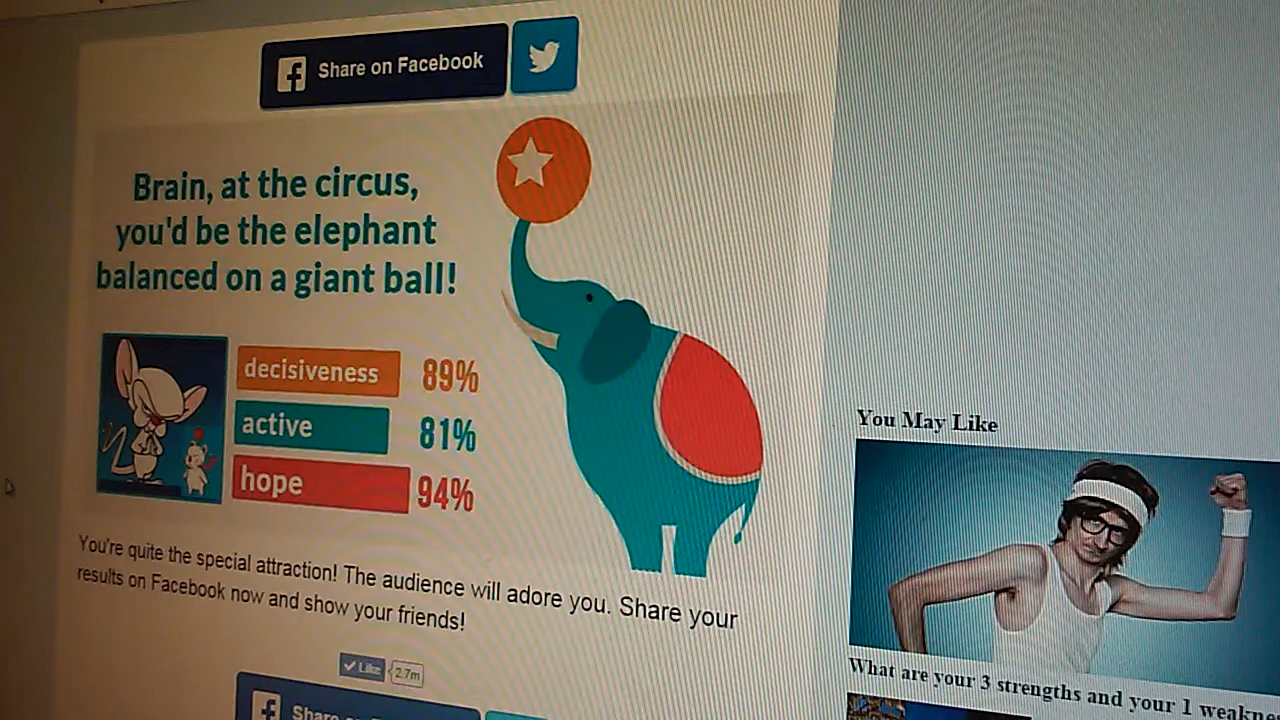 Share on Facebook
Brain, at the circus,
you'd be the elephant
balanced on a giant ball!
decisiveness 89%
active 81%
hope 94%
You're quite the special attraction! The audience will adore you. Share your
results on Facebook now and show your friends!
Like 2.7m
You May Like
What are your 3 strengths and your 1